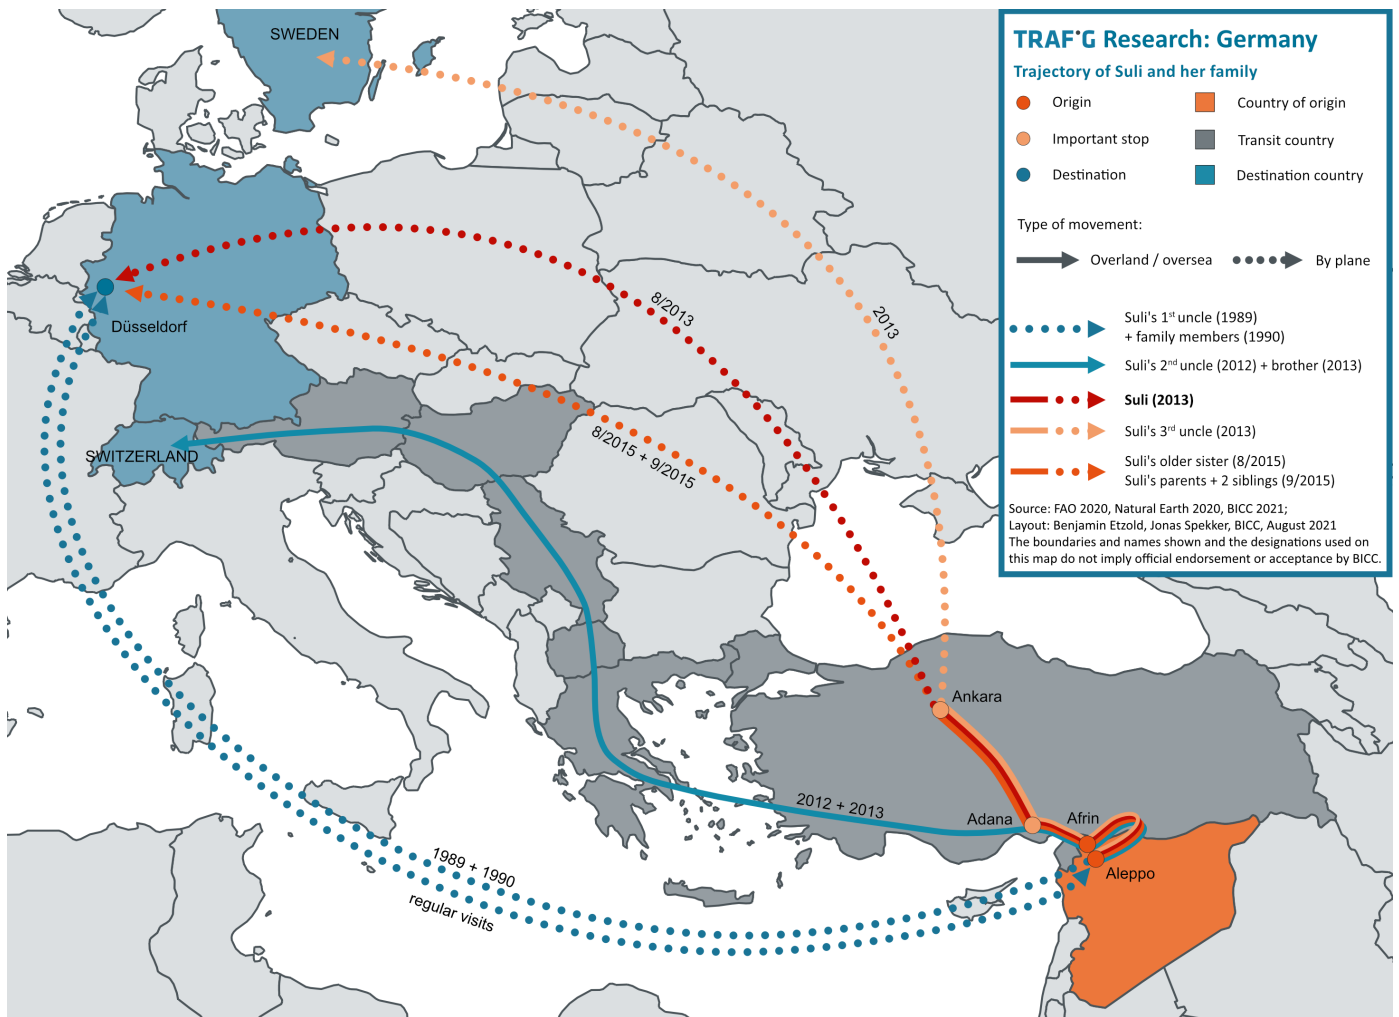 TRAFIG Research: Germany
Trajectory of Suli and her family
Origin
Country of origin
Important stop
Transit country
Destination
Destination country
Type of movement:
Overland / oversea
By plane
Suli's 1st uncle (1989)
+ family members (1990)
Suli's 2nd uncle (2012) + brother (2013)
Suli (2013)
Suli's 3rd uncle (2013)
Suli's older sister (8/2015)
Suli's parents + 2 siblings (9/2015)
Source: FAO 2020, Natural Earth 2020, BICC 2021;
Layout: Benjamin Etzold, Jonas Spekker, BICC, August 2021
The boundaries and names shown and the designations used on
this map do not imply official endorsement or acceptance by BICC.
SWEDEN
8/2013
2013
Düsseldorf
8/2015 + 9/2015
SWITZERLAND
Ankara
2012 + 2013
Adana
Afrin
Aleppo
1989 + 1990
regular visits